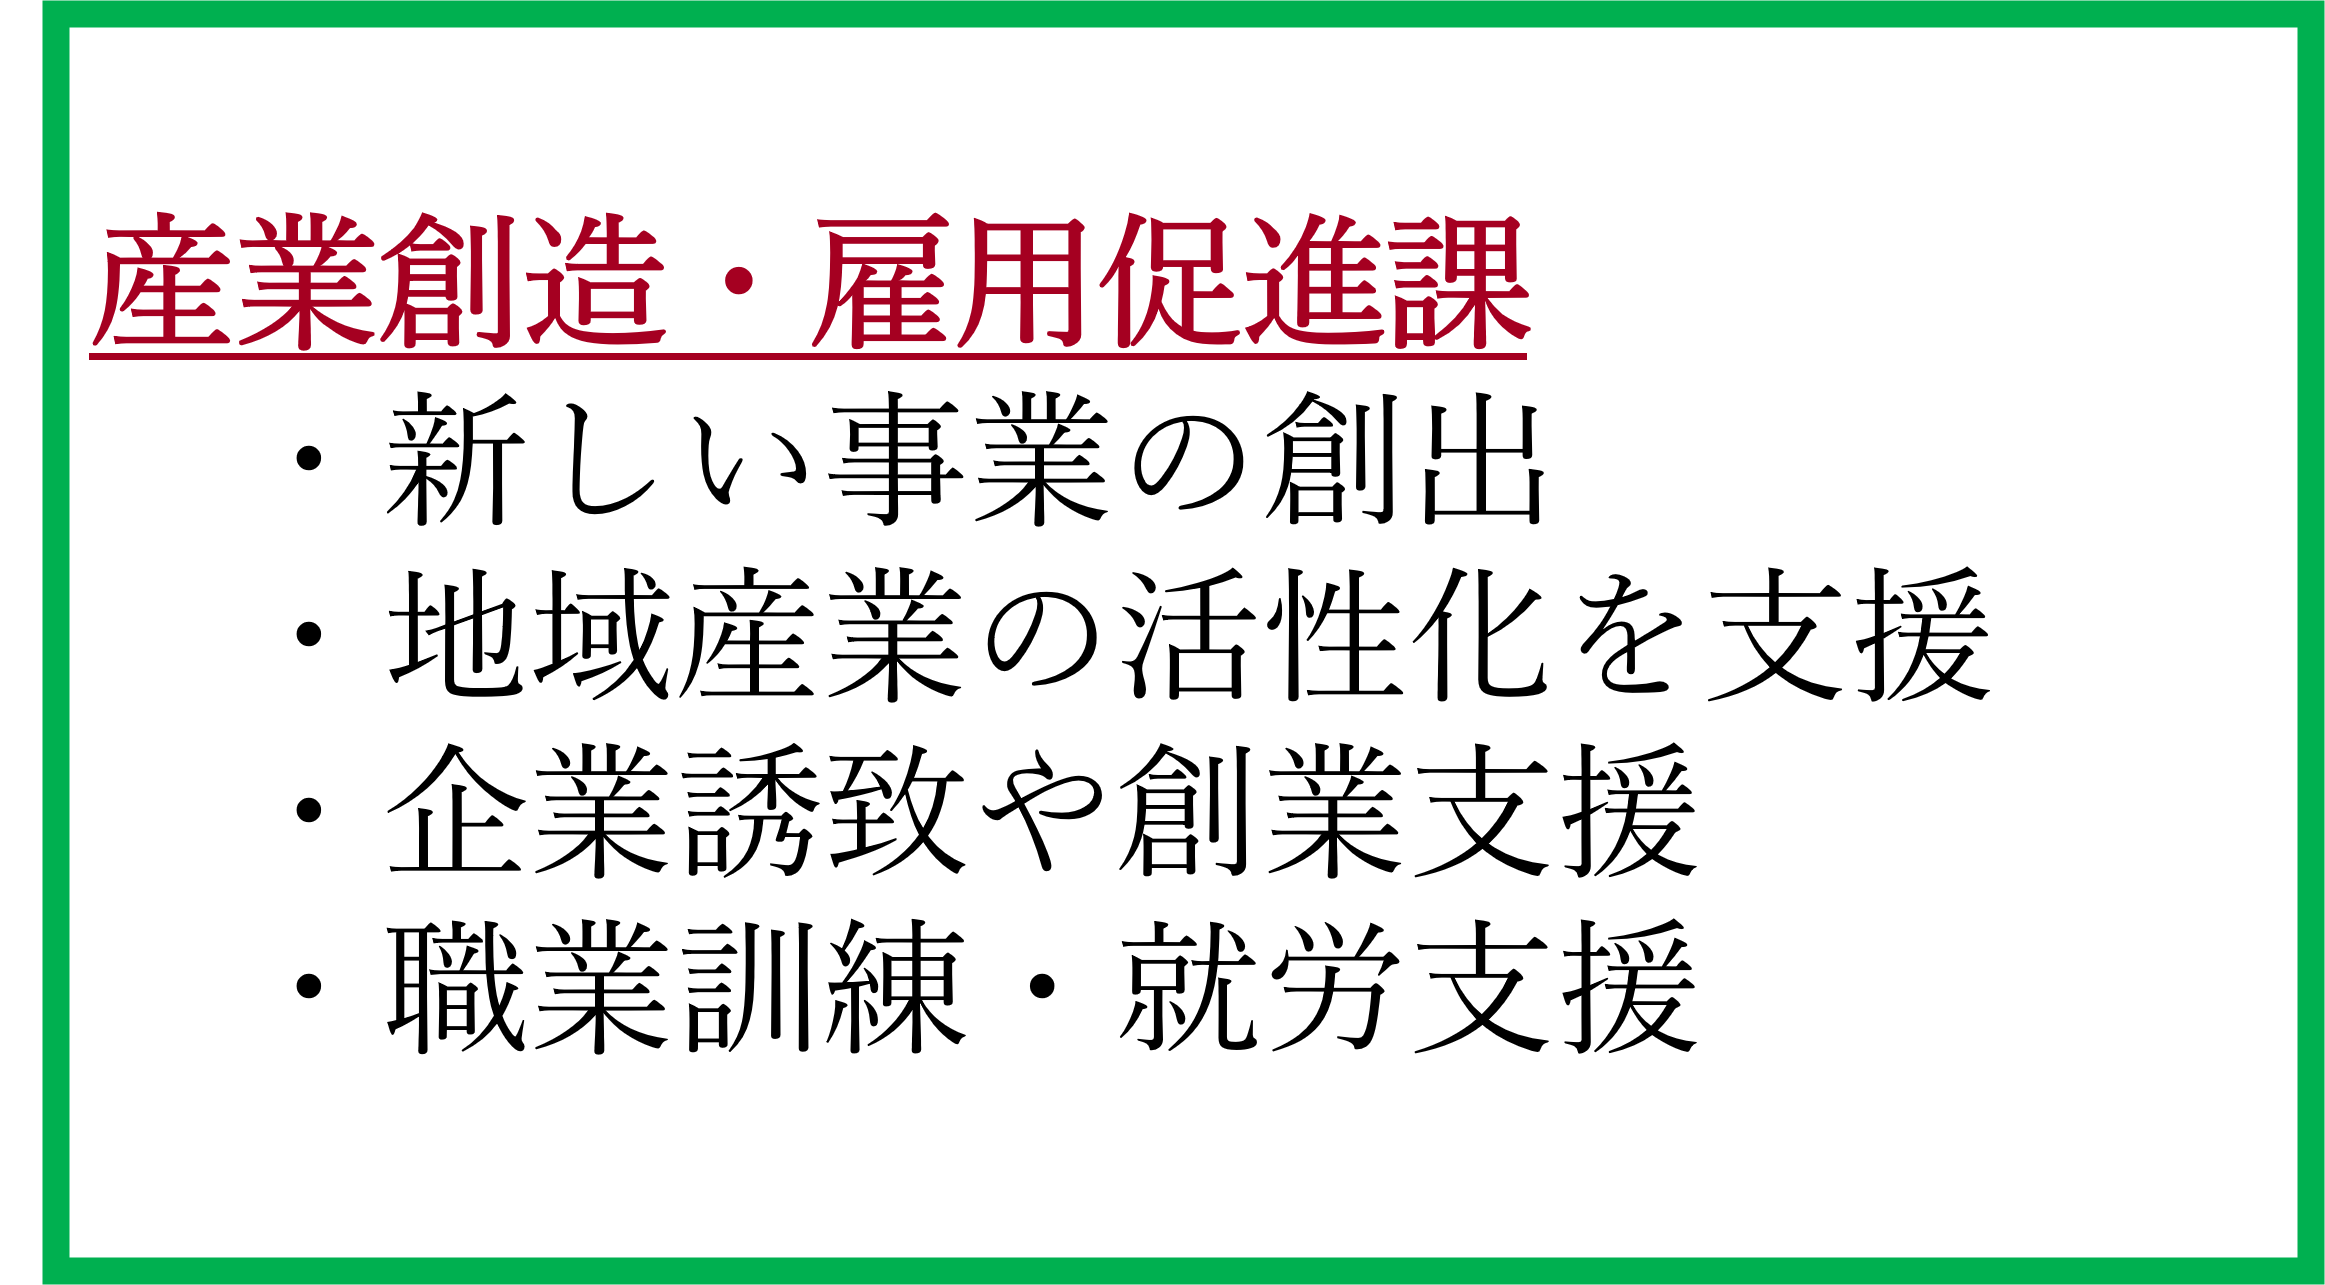 産業創造・雇用促進課
・新しい事業の創出
・地域産業の活性化を支援
・企業誘致や創業支援
・職業訓練・就労支援